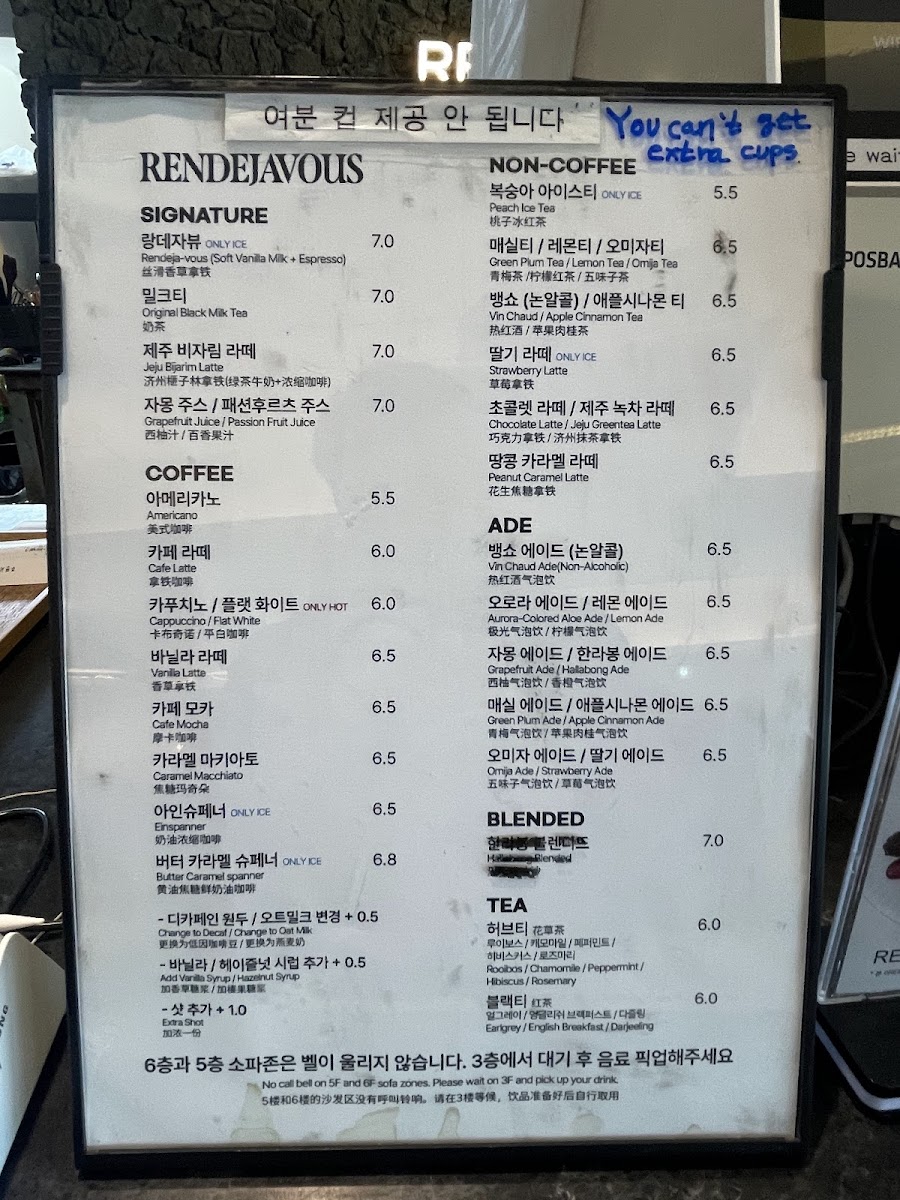 RE
여분 컵 제공 안 됩니다
You can't get
extra cups.
RENDEJAVOUS
SIGNATURE
랑데자뷰 ONLY ICE 7.0
Rendeja-vous (Soft Vanilla Milk + Espresso)
丝滑香草拿铁
밀크티 7.0
Original Black Milk Tea
奶茶
제주 비자림 라떼 7.0
Jeju Bijarim Latte
济州榧子林拿铁(绿茶牛奶+浓缩咖啡)
자몽 주스 / 패션후르츠 주스 7.0
Grapefruit Juice / Passion Fruit Juice
西柚汁 / 百香果汁
COFFEE
아메리카노 5.5
Americano
美式咖啡
카페 라떼 6.0
Cafe Latte
拿铁咖啡
카푸치노 / 플랫 화이트 ONLY HOT 6.0
Cappuccino / Flat White
卡布奇诺 / 平白咖啡
바닐라 라떼 6.5
Vanilla Latte
香草拿铁
카페 모카 6.5
Cafe Mocha
摩卡咖啡
카라멜 마키아토 6.5
Caramel Macchiato
焦糖玛奇朵
아인슈페너 ONLY ICE 6.5
Einspanner
奶油浓缩咖啡
버터 카라멜 슈페너 ONLY ICE 6.8
Butter Caramel spanner
黄油焦糖鲜奶油咖啡
- 디카페인 원두 / 오트밀크 변경 + 0.5
Change to Decaf / Change to Oat Milk
更换为低因咖啡豆 / 更换为燕麦奶
- 바닐라 / 헤이즐넛 시럽 추가 + 0.5
Add Vanilla Syrup / Hazelnut Syrup
加香草糖浆 / 加榛果糖浆
- 샷 추가 + 1.0
Extra Shot
加浓一份
NON-COFFEE
복숭아 아이스티 ONLY ICE 5.5
Peach Ice Tea
桃子冰红茶
매실티 / 레몬티 / 오미자티 6.5
Green Plum Tea / Lemon Tea / Omija Tea
青梅茶 /柠檬红茶 / 五味子茶
뱅쇼 (논알콜) / 애플시나몬 티 6.5
Vin Chaud / Apple Cinnamon Tea
热红酒 / 苹果肉桂茶
딸기 라떼 ONLY ICE 6.5
Strawberry Latte
草莓拿铁
초콜렛 라떼 / 제주 녹차 라떼 6.5
Chocolate Latte / Jeju Greentea Latte
巧克力拿铁 / 济州抹茶拿铁
땅콩 카라멜 라떼 6.5
Peanut Caramel Latte
花生焦糖拿铁
ADE
뱅쇼 에이드 (논알콜) 6.5
Vin Chaud Ade(Non-Alcoholic)
热红酒气泡饮
오로라 에이드 / 레몬 에이드 6.5
Aurora-Colored Aloe Ade / Lemon Ade
极光气泡饮 / 柠檬气泡饮
자몽 에이드 / 한라봉 에이드 6.5
Grapefruit Ade / Hallabong Ade
西柚气泡饮 / 香橙气泡饮
매실 에이드 / 애플시나몬 에이드 6.5
Green Plum Ade / Apple Cinnamon Ade
青梅气泡饮 / 苹果肉桂气泡饮
오미자 에이드 / 딸기 에이드 6.5
Omija Ade / Strawberry Ade
五味子气泡饮 / 草莓气泡饮
BLENDED
한라봉 블렌디드 7.0
Hallabong Blended
TEA
허브티 花草茶 6.0
루이보스 / 캐모마일 / 페퍼민트 /
히비스커스 / 로즈마리
Rooibos / Chamomile / Peppermint /
Hibiscus / Rosemary
블랙티 红茶 6.0
얼그레이 / 잉글리쉬 브랙퍼스트 / 다즐링
Earlgrey / English Breakfast / Darjeeling
6층과 5층 소파존은 벨이 울리지 않습니다. 3층에서 대기 후 음료 픽업해주세요
No call bell on 5F and 6F sofa zones. Please wait on 3F and pick up your drink.
5楼和6楼的沙发区没有呼叫铃响。请在3楼等候，饮品准备好后自行取用
e wai
POSBA
RE